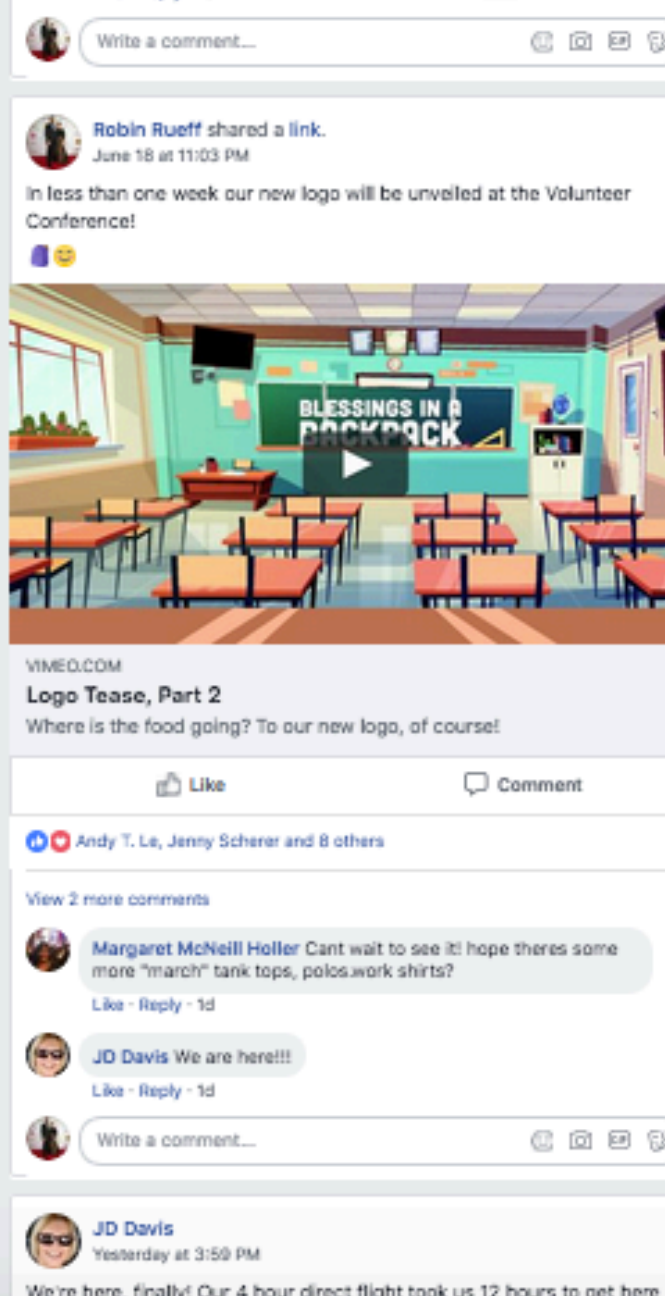 Write a comment...
Robin Rueff shared a link.
June 18 at 11:03 PM
In less than one week our new logo will be unveiled at the Volunteer
Conference!
BLESSINGS IN A
BACKPACK
VIMEO.COM
Logo Tease, Part 2
Where is the food going? To our new logo, of course!
Like Comment
Andy T. Le, Jenny Scherer and 8 others
View 2 more comments
Margaret McNeill Holler Cant wait to see it! hope theres some
more "march" tank tops, polos.work shirts?
Like · Reply · 1d
JD Davis We are here!!!
Like · Reply · 1d
Write a comment...
JD Davis
Yesterday at 3:59 PM
We're here, finally! Our 4 hour direct flight took us 12 hours to get here